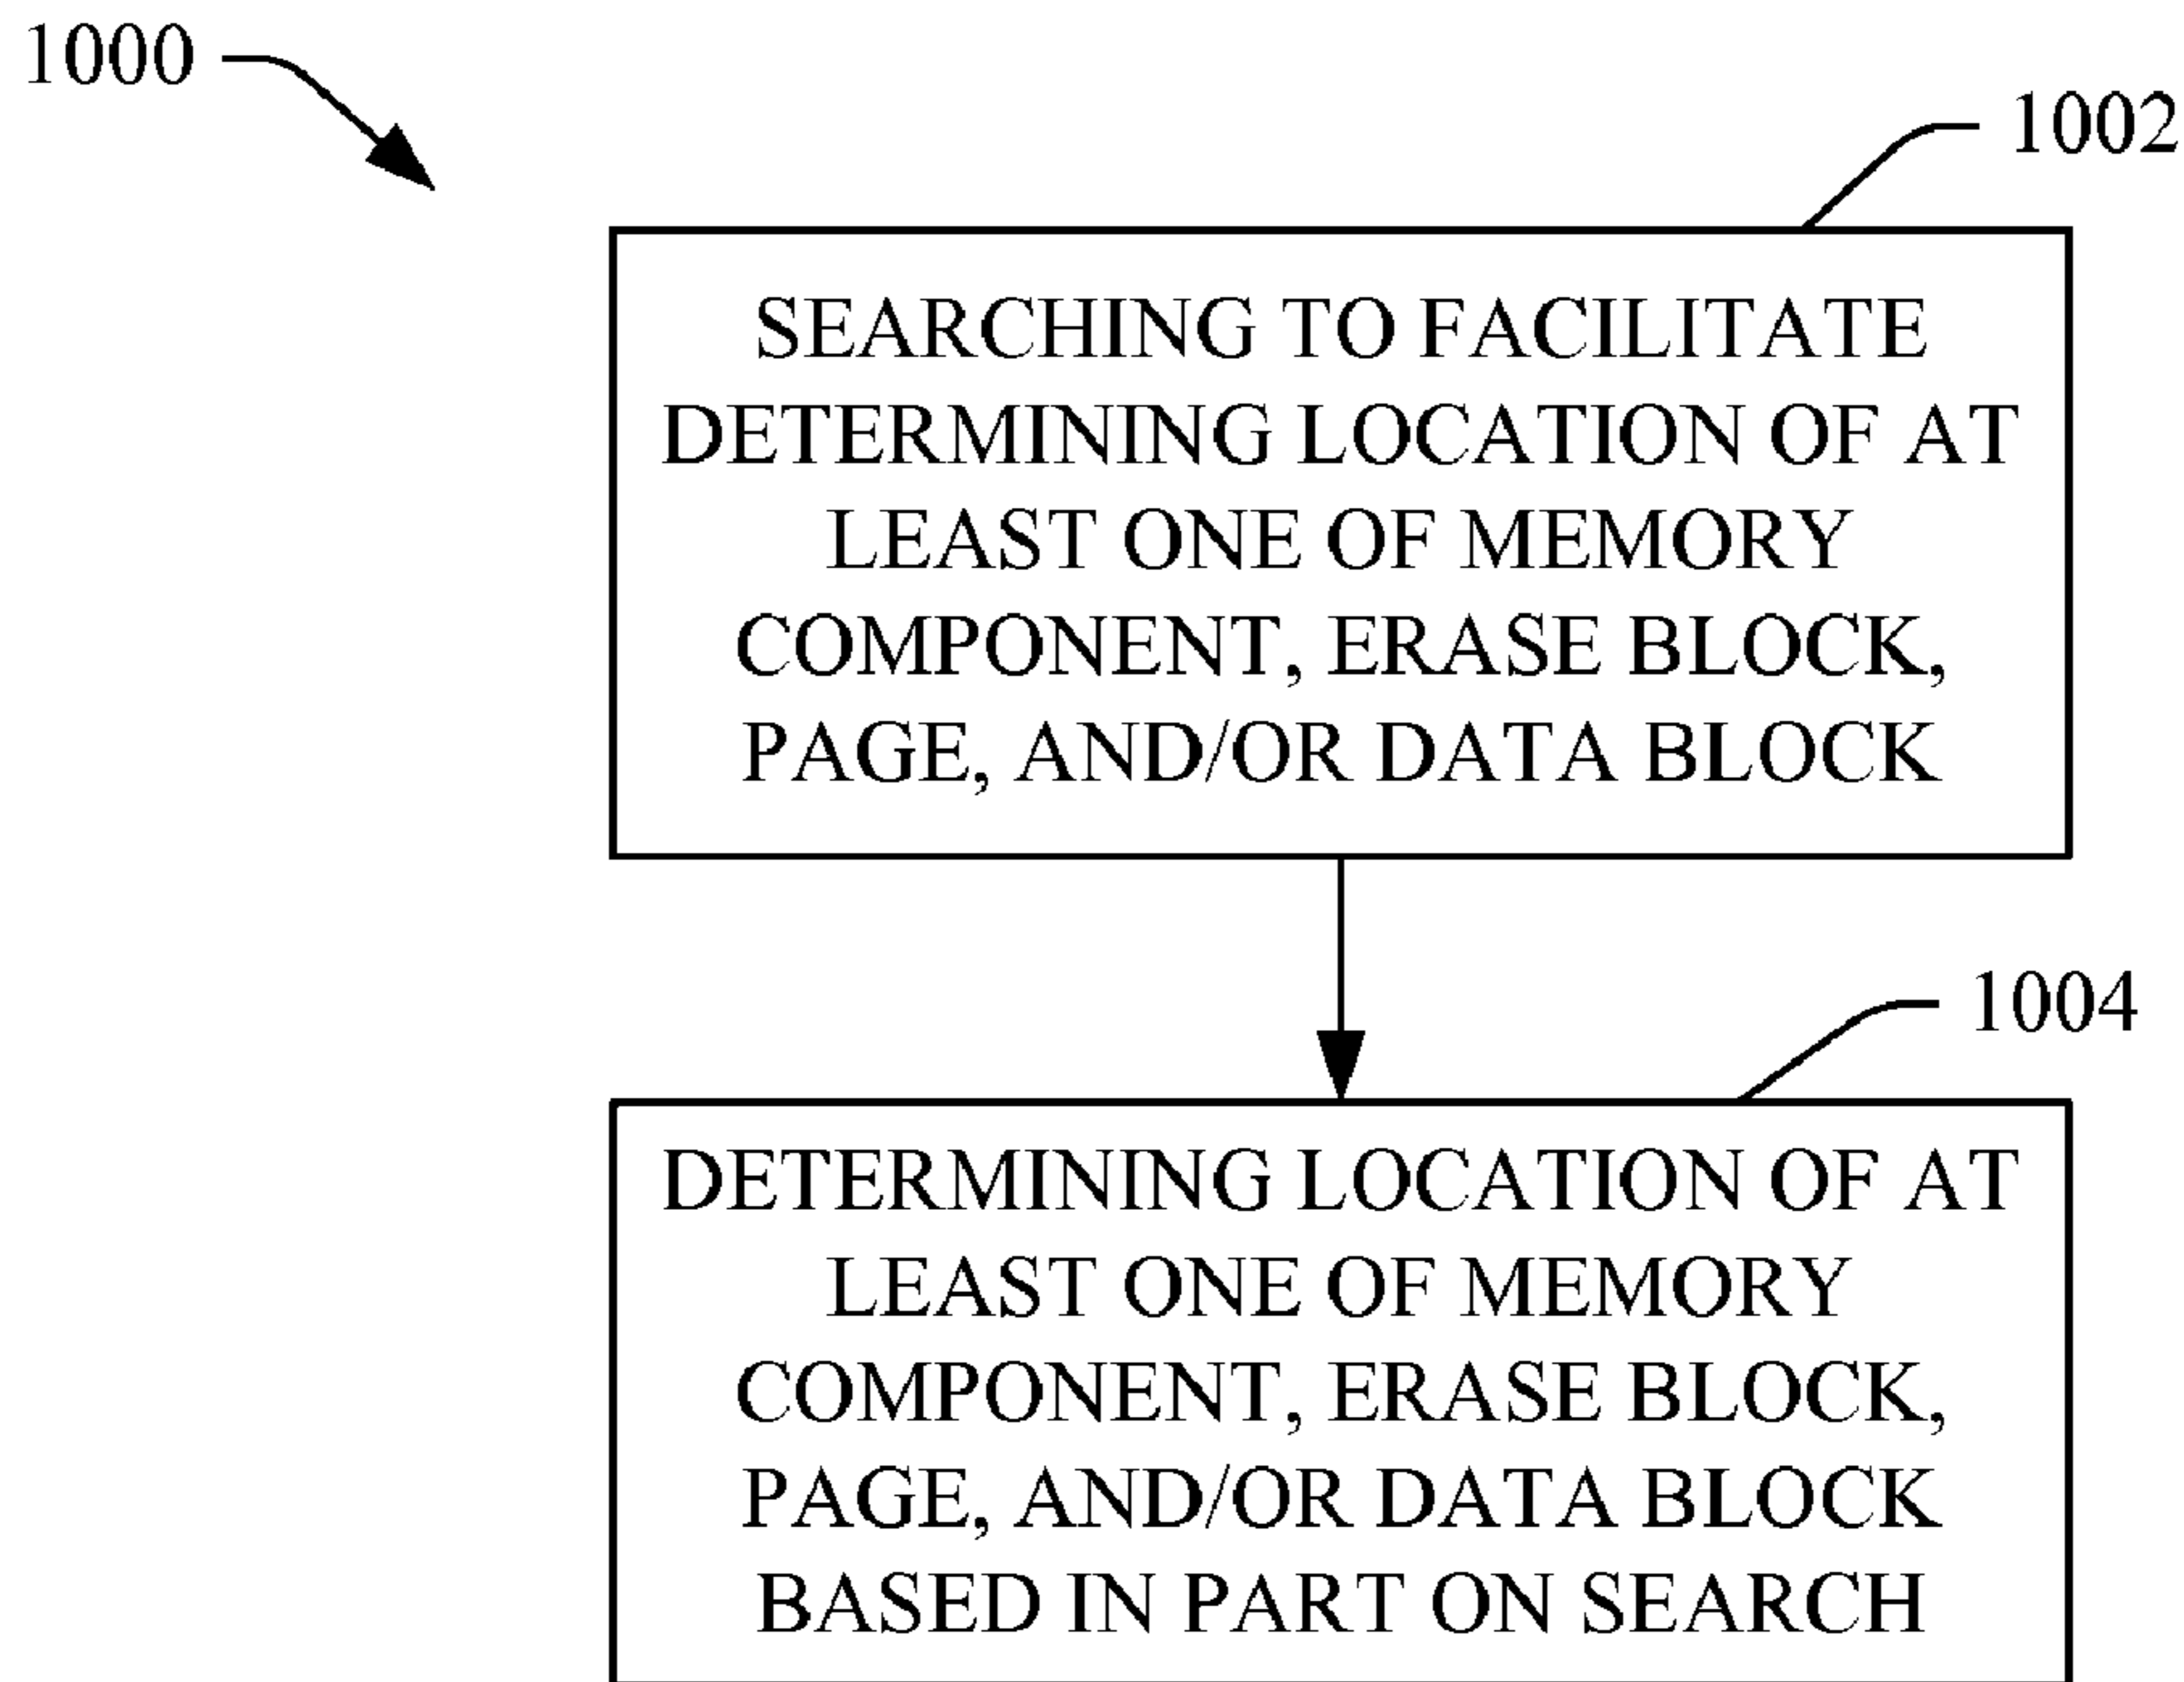 1000
1002
SEARCHING TO FACILITATE
DETERMINING LOCATION OF AT
LEAST ONE OF MEMORY
COMPONENT, ERASE BLOCK,
PAGE, AND/OR DATA BLOCK
1004
DETERMINING LOCATION OF AT
LEAST ONE OF MEMORY
COMPONENT, ERASE BLOCK,
PAGE, AND/OR DATA BLOCK
BASED IN PART ON SEARCH